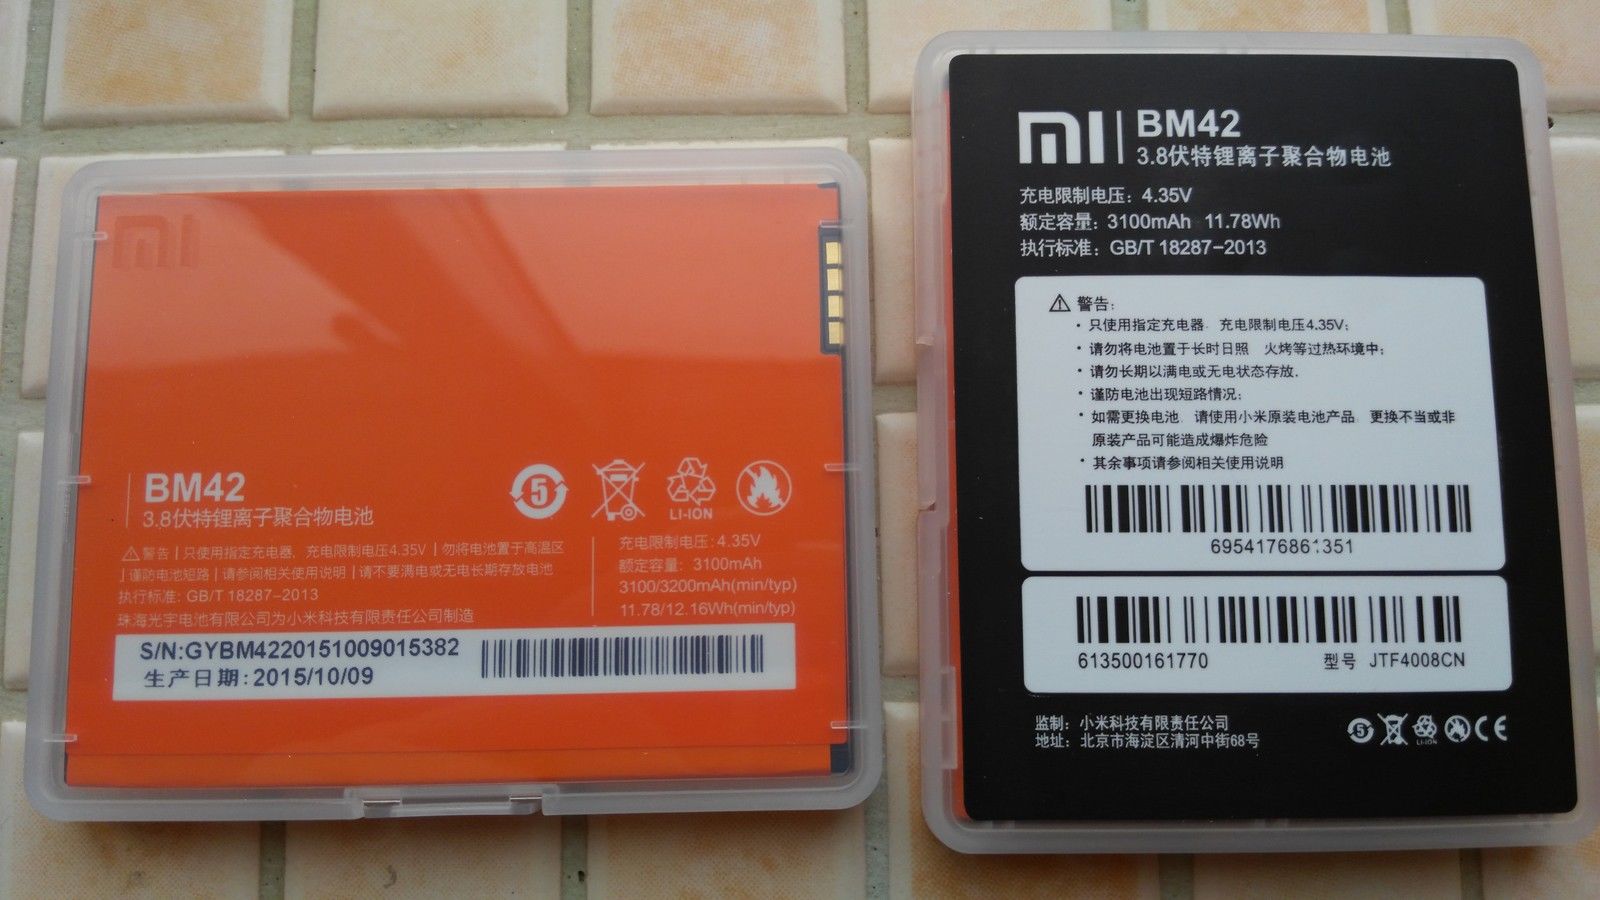 mi
BM42
3.8伏特锂离子聚合物电池
5
LI-ION
警告 | 只使用指定充电器，充电限制电压4.35V | 勿将电池置于高温区
| 谨防电池短路 | 请参阅相关使用说明 | 请不要满电或无电长期存放电池
执行标准: GB/T 18287-2013
珠海光宇电池有限公司为小米科技有限责任公司制造
充电限制电压: 4.35V
额定容量: 3100mAh
3100/3200mAh(min/typ)
11.78/12.16Wh(min/typ)
S/N:GYBM4220151009015382
生产日期: 2015/10/09
mi | BM42
3.8伏特锂离子聚合物电池
充电限制电压: 4.35V
额定容量: 3100mAh 11.78Wh
执行标准: GB/T 18287-2013
警告:
· 只使用指定充电器 充电限制电压4.35V;
· 请勿将电池置于长时日照 火烤等过热环境中;
· 请勿长期以满电或无电状态存放.
· 谨防电池出现短路情况;
· 如需更换电池 请使用小米原装电池产品 更换不当或非
原装产品可能造成爆炸危险
· 其余事项请参阅相关使用说明
6954176861351
613500161770 型号 JTF4008CN
监制: 小米科技有限责任公司
地址: 北京市海淀区清河中街68号
5
LI-ION
CE